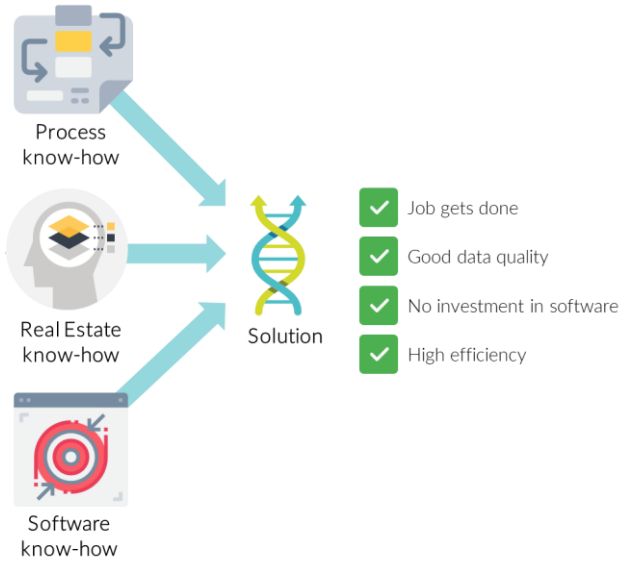 Process
know-how
Real Estate
know-how
Software
know-how
Solution
Job gets done
Good data quality
No investment in software
High efficiency